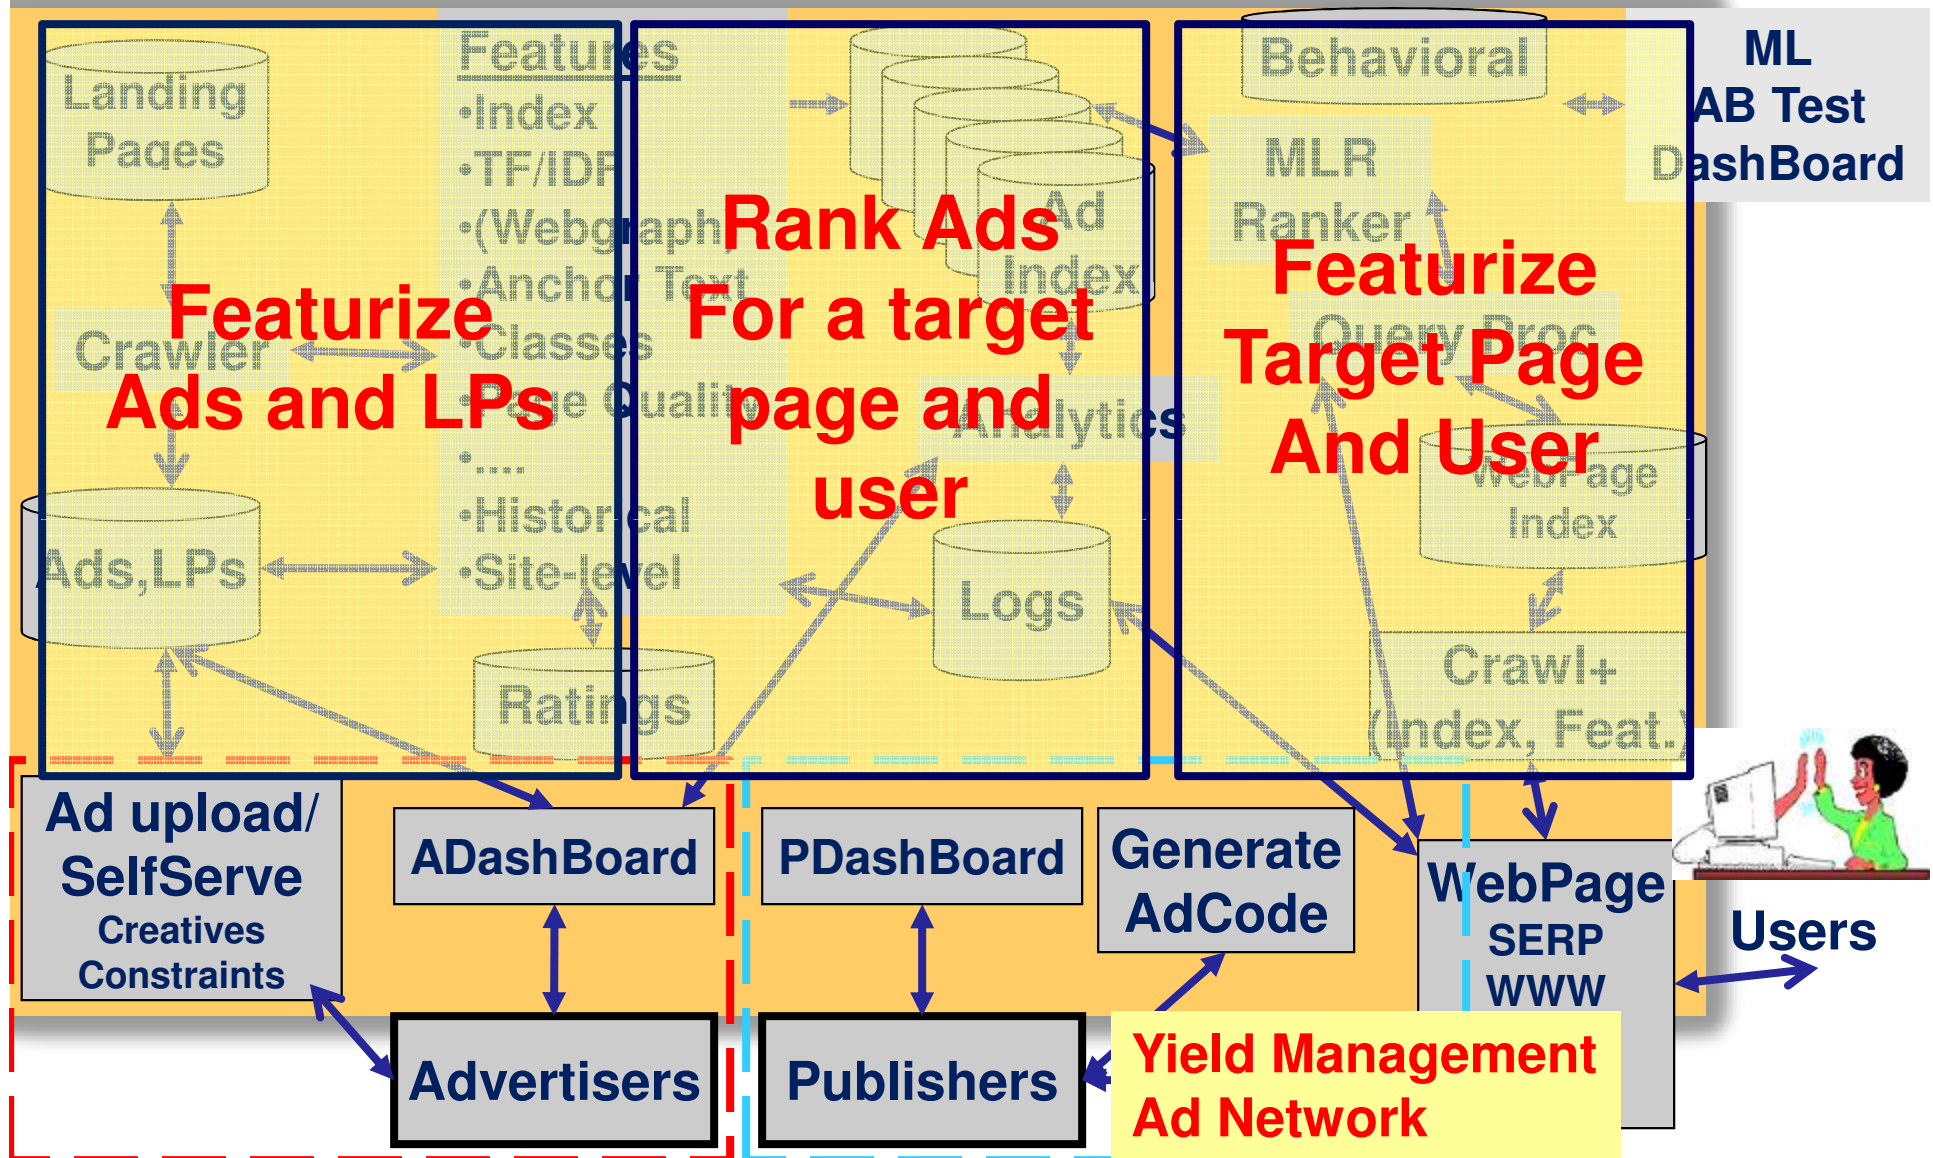 Landing
Pages
Crawler
Ads,LPs
Featurize
Ads and LPs
Features
•Index
•TF/IDF
•(Webgraph)
•Anchor Text
•Classes
•Page Quality
•....
•Historical
•Site-level
Ratings
Rank Ads
For a target
page and
user
Ad
Index
Analytics
Logs
Behavioral
MLR
Ranker
Query Proc
Featurize
Target Page
And User
WebPage
Index
Crawl+
(Index, Feat.)
ML
AB Test
DashBoard
Ad upload/
SelfServe
Creatives
Constraints
ADashBoard
PDashBoard
Generate
AdCode
WebPage
SERP
WWW
Users
Advertisers
Publishers
Yield Management
Ad Network